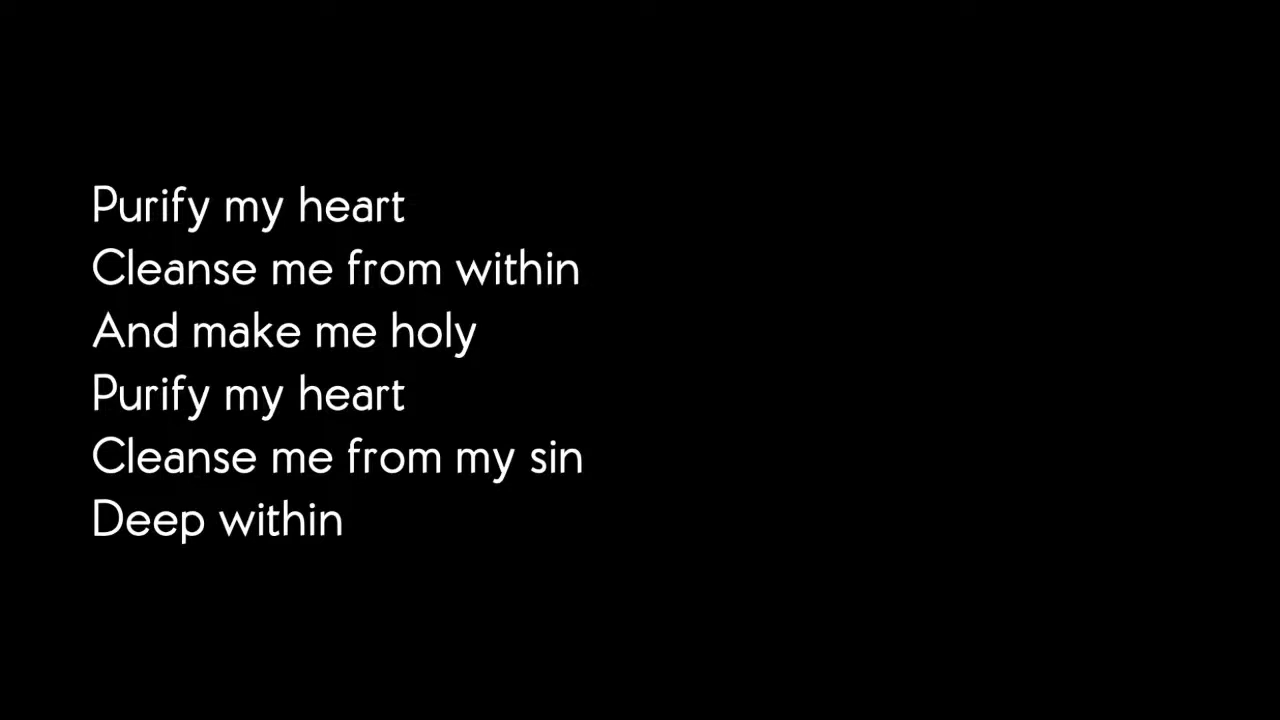 Purify my heart
Cleanse me from within
And make me holy
Purify my heart
Cleanse me from my sin
Deep within